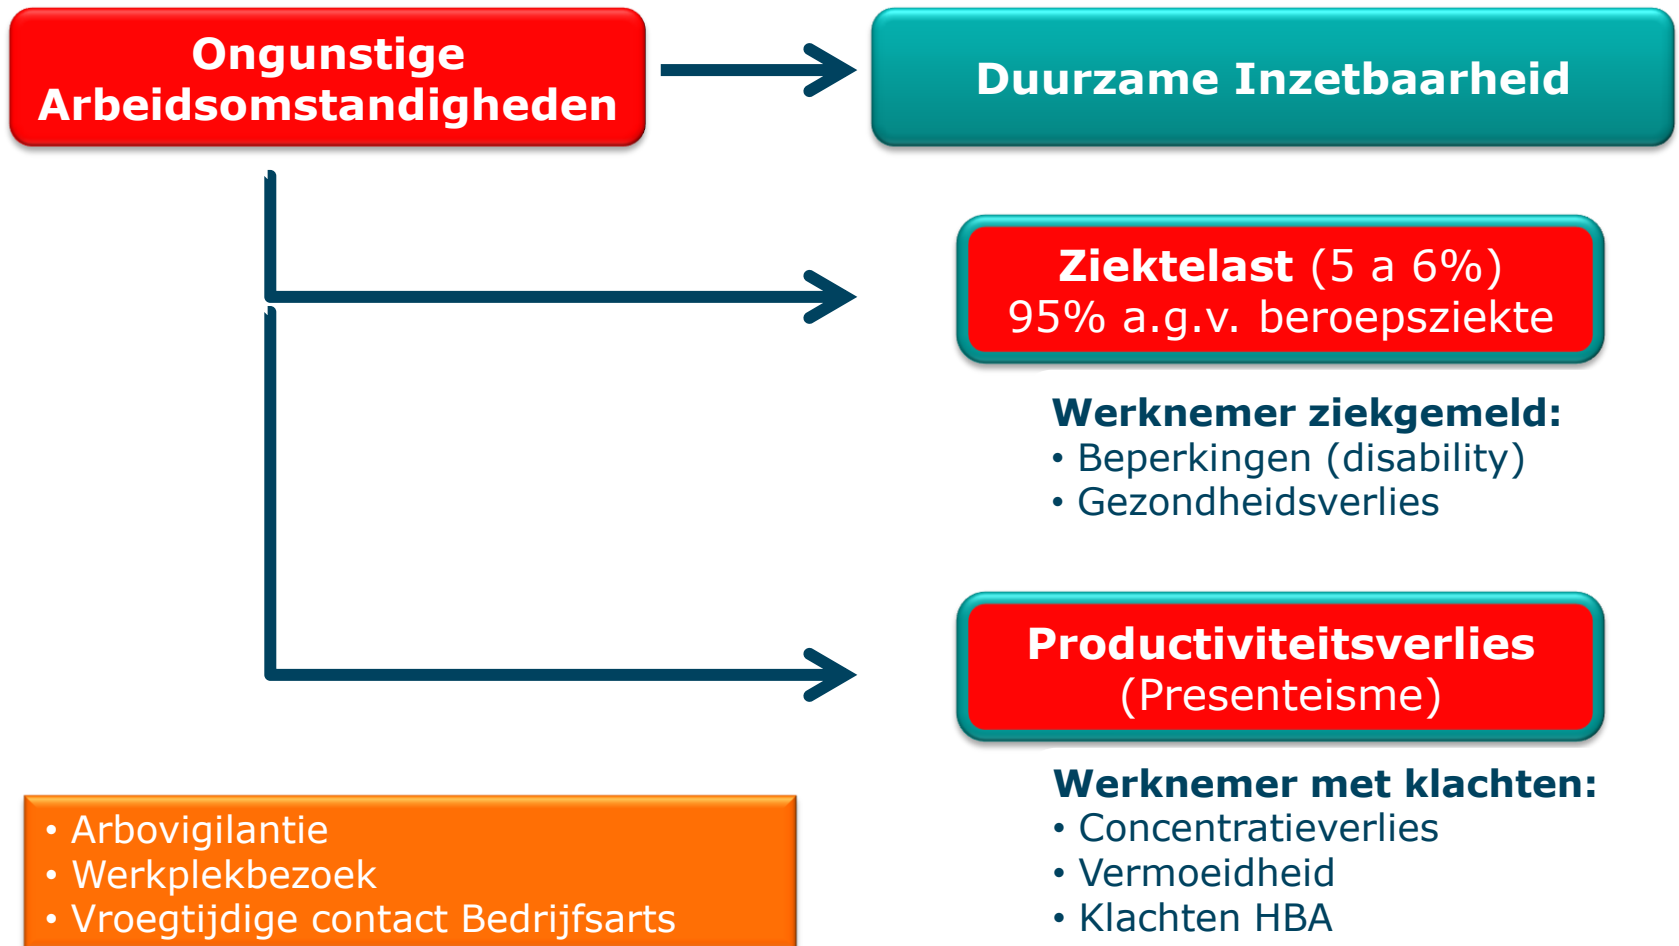 Ongunstige
Arbeidsomstandigheden
Duurzame Inzetbaarheid
Ziektelast (5 a 6%)
95% a.g.v. beroepsziekte
Werknemer ziekgemeld:
• Beperkingen (disability)
• Gezondheidsverlies
Productiviteitsverlies
(Presenteisme)
Werknemer met klachten:
• Concentratieverlies
• Vermoeidheid
• Klachten HBA
• Arbovigilantie
• Werkplekbezoek
• Vroegtijdige contact Bedrijfsarts